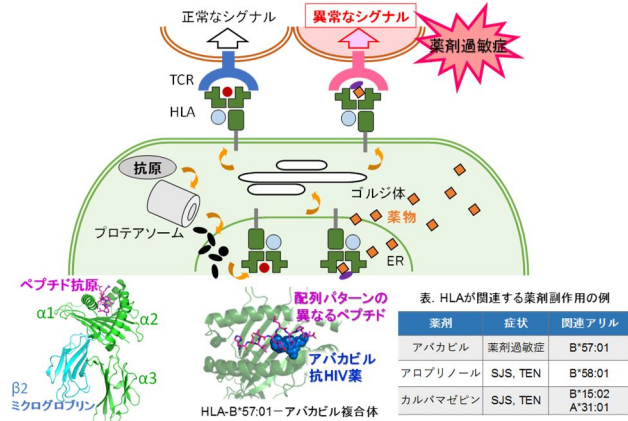 正常なシグナル
異常なシグナル
薬剤過敏症
TCR
HLA
抗原
ゴルジ体
薬物
プロテアソーム
ER
ペプチド抗原
α1
α2
α3
β2
ミクログロブリン
配列パターンの
異なるペプチド
アバカビル
抗HIV薬
HLA-B*57:01ーアバカビル複合体
表. HLAが関連する薬剤副作用の例
薬剤 症状 関連アリル
アバカビル 薬剤過敏症 B*57:01
アロプリノール SJS, TEN B*58:01
カルバマゼピン SJS, TEN B*15:02
A*31:01